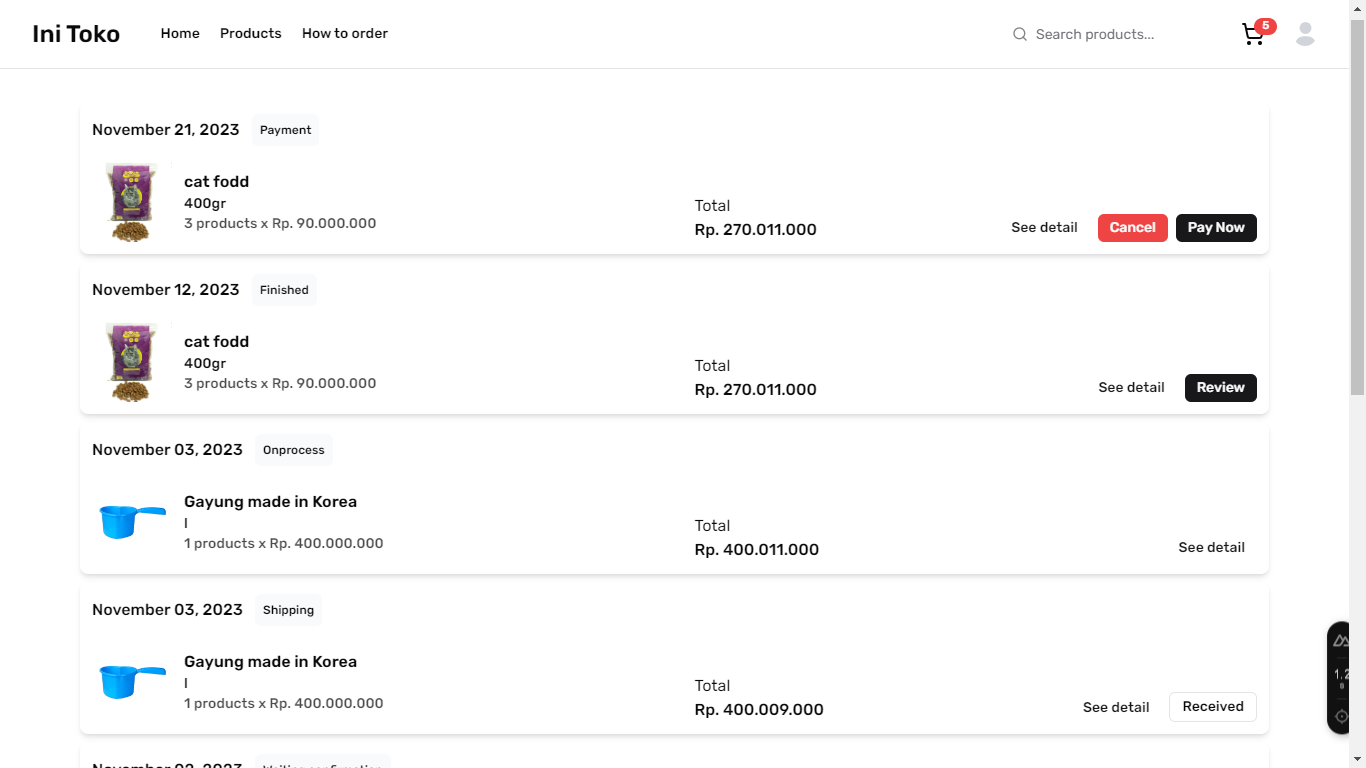 Ini Toko
Home
Products
How to order
Search products...
5
November 21, 2023
Payment
cat fodd
400gr
3 products x Rp. 90.000.000
Total
Rp. 270.011.000
See detail
Cancel
Pay Now
November 12, 2023
Finished
cat fodd
400gr
3 products x Rp. 90.000.000
Total
Rp. 270.011.000
See detail
Review
November 03, 2023
Onprocess
Gayung made in Korea
l
1 products x Rp. 400.000.000
Total
Rp. 400.011.000
See detail
November 03, 2023
Shipping
Gayung made in Korea
l
1 products x Rp. 400.000.000
Total
Rp. 400.009.000
See detail
Received
1.2
November 02, 2023
Waiting confirmation